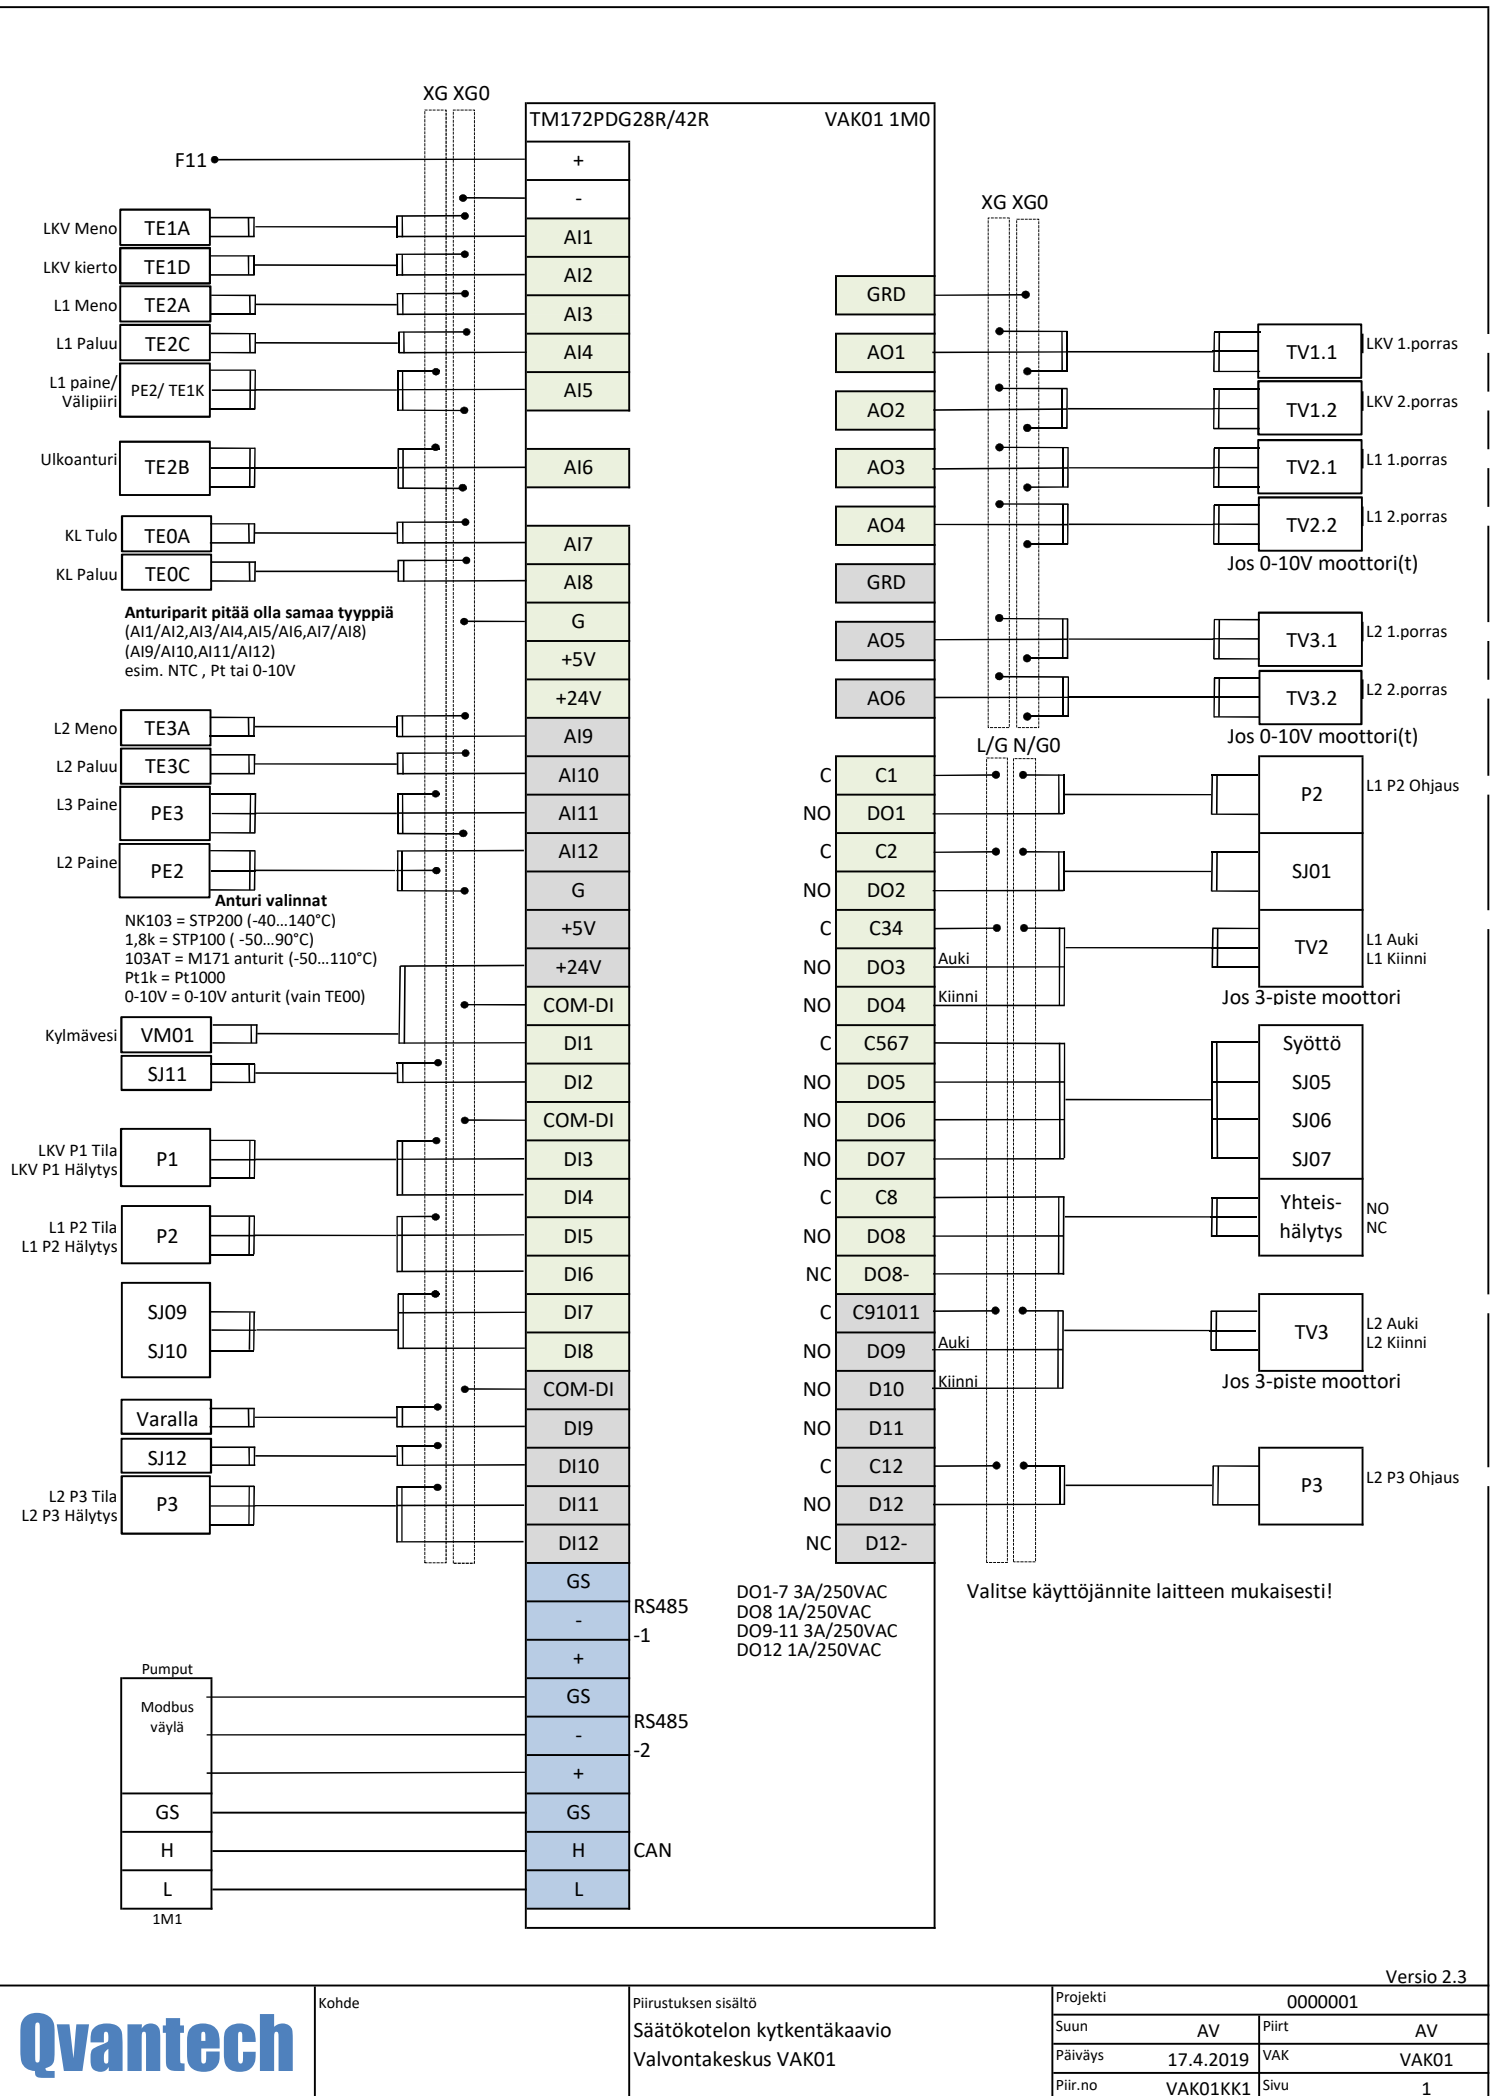 XG XG0
TM172PDG28R/42R VAK01 1M0
F11
+
-
LKV Meno TE1A AI1
LKV kierto TE1D AI2
L1 Meno TE2A AI3
L1 Paluu TE2C AI4
L1 paine/
Välipiiri
PE2/ TE1K AI5
Ulkoanturi TE2B AI6
KL Tulo TE0A AI7
KL Paluu TE0C AI8
Anturiparit pitää olla samaa tyyppiä
(AI1/AI2,AI3/AI4,AI5/AI6,AI7/AI8)
(AI9/AI10,AI11/AI12)
esim. NTC , Pt tai 0-10V
G
+5V
+24V
L2 Meno TE3A AI9
L2 Paluu TE3C AI10
L3 Paine PE3 AI11
L2 Paine PE2 AI12
G
+5V
+24V
Anturi valinnat
NK103 = STP200 (-40...140°C)
1,8k = STP100 ( -50...90°C)
103AT = M171 anturit (-50...110°C)
Pt1k = Pt1000
0-10V = 0-10V anturit (vain TE00)
COM-DI
Kylmävesi VM01 DI1
SJ11 DI2
COM-DI
LKV P1 Tila
LKV P1 Hälytys
P1 DI3
DI4
L1 P2 Tila
L1 P2 Hälytys
P2 DI5
DI6
SJ09 DI7
SJ10 DI8
COM-DI
Varalla DI9
SJ12 DI10
L2 P3 Tila
L2 P3 Hälytys
P3 DI11
DI12
GS
-
+
RS485
-1
Pumput
Modbus
väylä
GS
-
+
RS485
-2
GS GS
H H CAN
L L
1M1
XG XG0
GRD
AO1 TV1.1 LKV 1.porras
AO2 TV1.2 LKV 2.porras
AO3 TV2.1 L1 1.porras
AO4 TV2.2 L1 2.porras
Jos 0-10V moottori(t)
GRD
AO5 TV3.1 L2 1.porras
AO6 TV3.2 L2 2.porras
Jos 0-10V moottori(t)
L/G N/G0
C C1
NO DO1
P2 L1 P2 Ohjaus
C C2
NO DO2
SJ01
C C34
NO DO3 Auki
NO DO4 Kiinni
TV2 L1 Auki
L1 Kiinni
Jos 3-piste moottori
C C567 Syöttö
NO DO5 SJ05
NO DO6 SJ06
NO DO7 SJ07
C C8
NO DO8
NC DO8-
Yhteis-
hälytys
NO
NC
C C91011
NO DO9 Auki
NO D10 Kiinni
TV3 L2 Auki
L2 Kiinni
Jos 3-piste moottori
NO D11
C C12
NO D12
NC D12-
P3 L2 P3 Ohjaus
DO1-7 3A/250VAC
DO8 1A/250VAC
DO9-11 3A/250VAC
DO12 1A/250VAC
Valitse käyttöjännite laitteen mukaisesti!
Versio 2.3
Qvantech
Kohde
Piirustuksen sisältö
Säätökotelon kytkentäkaavio
Valvontakeskus VAK01
Projekti 0000001
Suun AV Piirt AV
Päiväys 17.4.2019 VAK VAK01
Piir.no VAK01KK1 Sivu 1